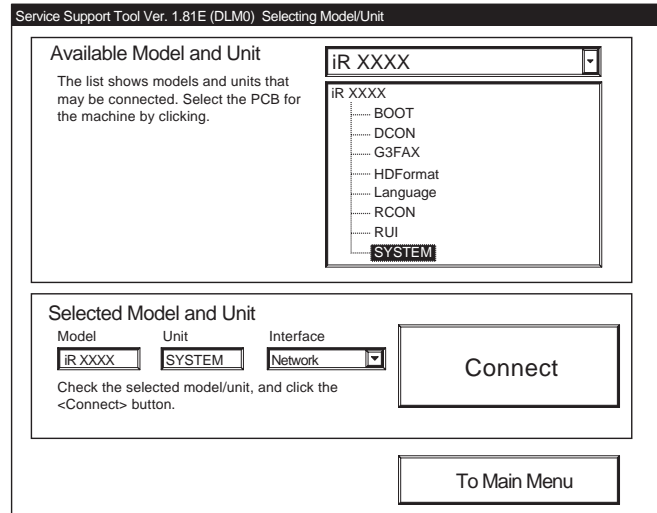 Service Support Tool Ver. 1.81E (DLM0)  Selecting Model/Unit
Available Model and Unit
The list shows models and units that
may be connected. Select the PCB for
the machine by clicking.
iR XXXX
iR XXXX
BOOT
DCON
G3FAX
HDFormat
Language
RCON
RUI
SYSTEM
Selected Model and Unit
Model Unit Interface
iR XXXX SYSTEM Network
Check the selected model/unit, and click the
<Connect> button.
Connect
To Main Menu